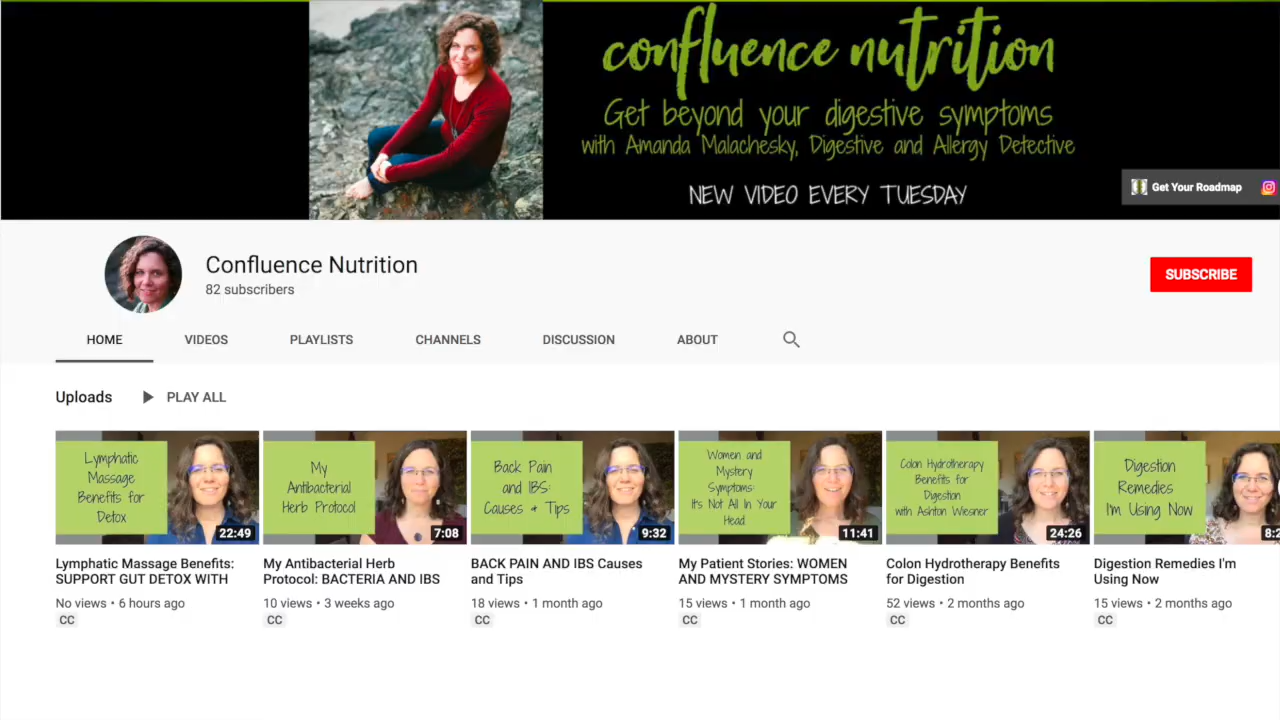 confluence nutrition
Get beyond your digestive symptoms
with Amanda Malachesky, Digestive and Allergy Detective
NEW VIDEO EVERY TUESDAY
Get Your Roadmap
Confluence Nutrition
82 subscribers
SUBSCRIBE
HOME VIDEOS PLAYLISTS CHANNELS DISCUSSION ABOUT
Uploads PLAY ALL
Lymphatic
Massage
Benefits for
Detox
22:49
My
Antibacterial
Herb Protocol
7:08
Back Pain
and IBS:
Causes + Tips
9:32
Women and
Mystery
Symptoms:
It's Not All In Your
Head
11:41
Colon Hydrotherapy
Benefits for
Digestion
with Ashton Wiesner
24:26
Digestion
Remedies
I'm Using Now
8:2
Lymphatic Massage Benefits:
SUPPORT GUT DETOX WITH
No views • 6 hours ago
CC
My Antibacterial Herb
Protocol: BACTERIA AND IBS
10 views • 3 weeks ago
CC
BACK PAIN AND IBS Causes
and Tips
18 views • 1 month ago
CC
My Patient Stories: WOMEN
AND MYSTERY SYMPTOMS
15 views • 1 month ago
CC
Colon Hydrotherapy Benefits
for Digestion
52 views • 2 months ago
CC
Digestion Remedies I'm
Using Now
15 views • 2 months ago
CC